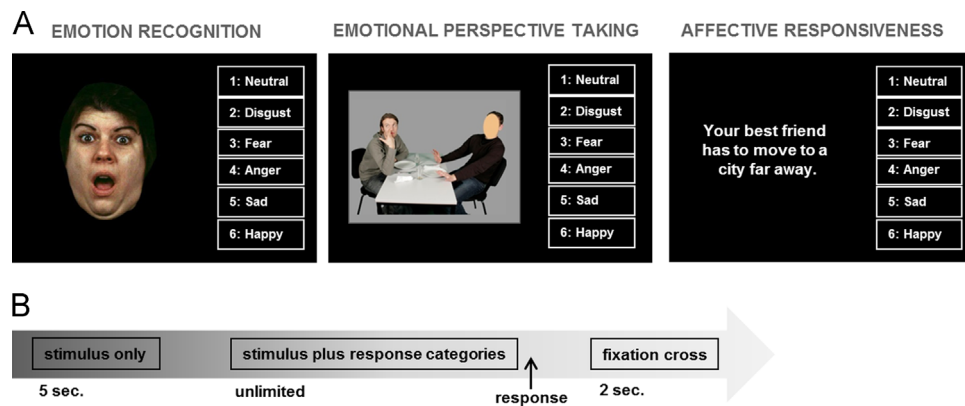 A
EMOTION RECOGNITION
1: Neutral
2: Disgust
3: Fear
4: Anger
5: Sad
6: Happy
EMOTIONAL PERSPECTIVE TAKING
1: Neutral
2: Disgust
3: Fear
4: Anger
5: Sad
6: Happy
AFFECTIVE RESPONSIVENESS
Your best friend
has to move to a
city far away.
1: Neutral
2: Disgust
3: Fear
4: Anger
5: Sad
6: Happy
B
stimulus only
stimulus plus response categories
fixation cross
5 sec.
unlimited
response
2 sec.